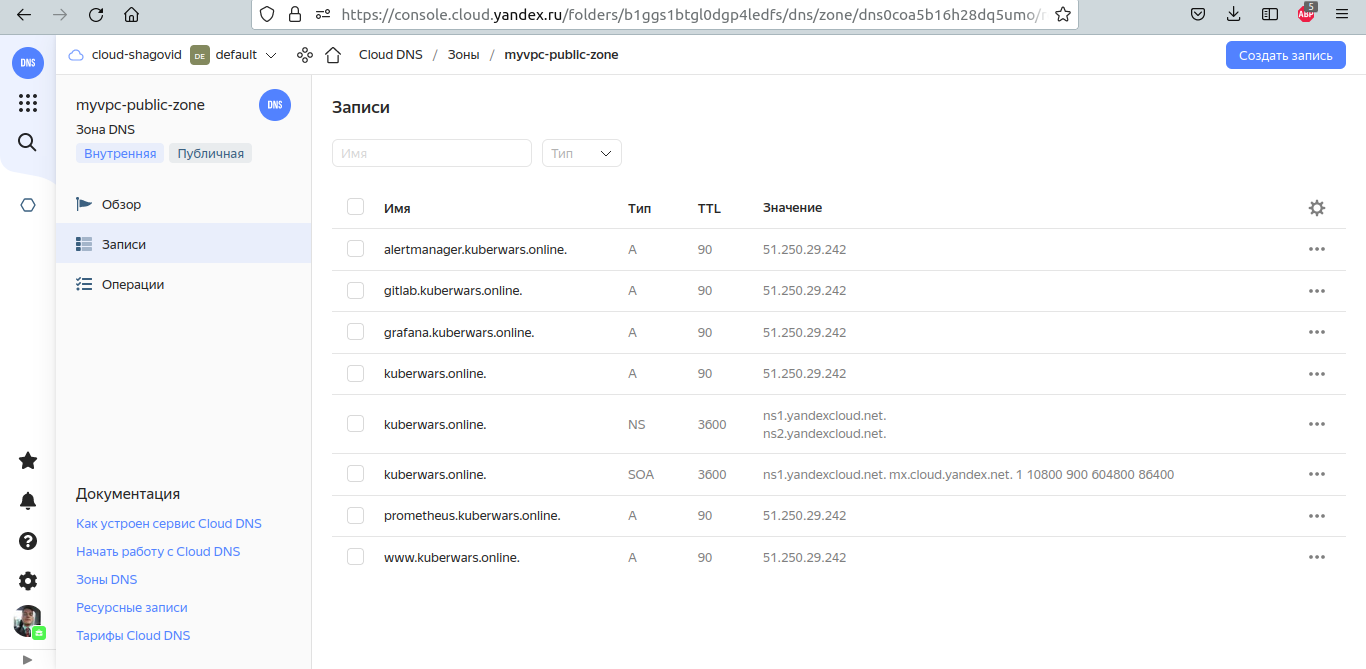 https://console.cloud.yandex.ru/folders/b1ggs1btgl0dgp4ledfs/dns/zone/dns0coa5b16h28dq5umo/r
ABP
5
DNS
cloud-shagovid
DE
default
Cloud DNS / Зоны / myvpc-public-zone
Создать запись
myvpc-public-zone
DNS
Зона DNS
Внутренняя
Публичная
Обзор
Записи
Операции
Документация
Как устроен сервис Cloud DNS
Начать работу с Cloud DNS
Зоны DNS
Ресурсные записи
Тарифы Cloud DNS
Записи
Имя
Тип
Имя Тип TTL Значение
alertmanager.kuberwars.online. A 90 51.250.29.242
gitlab.kuberwars.online. A 90 51.250.29.242
grafana.kuberwars.online. A 90 51.250.29.242
kuberwars.online. A 90 51.250.29.242
kuberwars.online. NS 3600 ns1.yandexcloud.net.
ns2.yandexcloud.net.
kuberwars.online. SOA 3600 ns1.yandexcloud.net. mx.cloud.yandex.net. 1 10800 900 604800 86400
prometheus.kuberwars.online. A 90 51.250.29.242
www.kuberwars.online. A 90 51.250.29.242